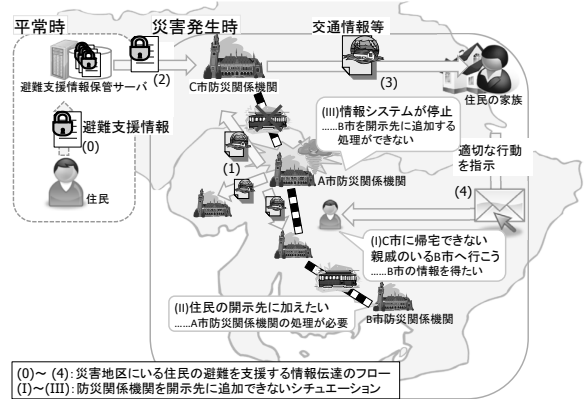 平常時
災害発生時
交通情報等
避難支援情報保管サーバ
(2)
C市防災関係機関
(3)
住民の家族
避難支援情報
(0)
住民
(III)情報システムが停止
……B市を開示先に追加する
処理ができない
適切な行動
を指示
(1)
A市防災関係機関
(4)
(I)C市に帰宅できない
親戚のいるB市へ行こう
……B市の情報を得たい
(II)住民の開示先に加えたい
……A市防災関係機関の処理が必要
B市防災関係機関
(0)～ (4): 災害地区にいる住民の避難を支援する情報伝達のフロー
(I)～(III): 防災関係機関を開示先に追加できないシチュエーション